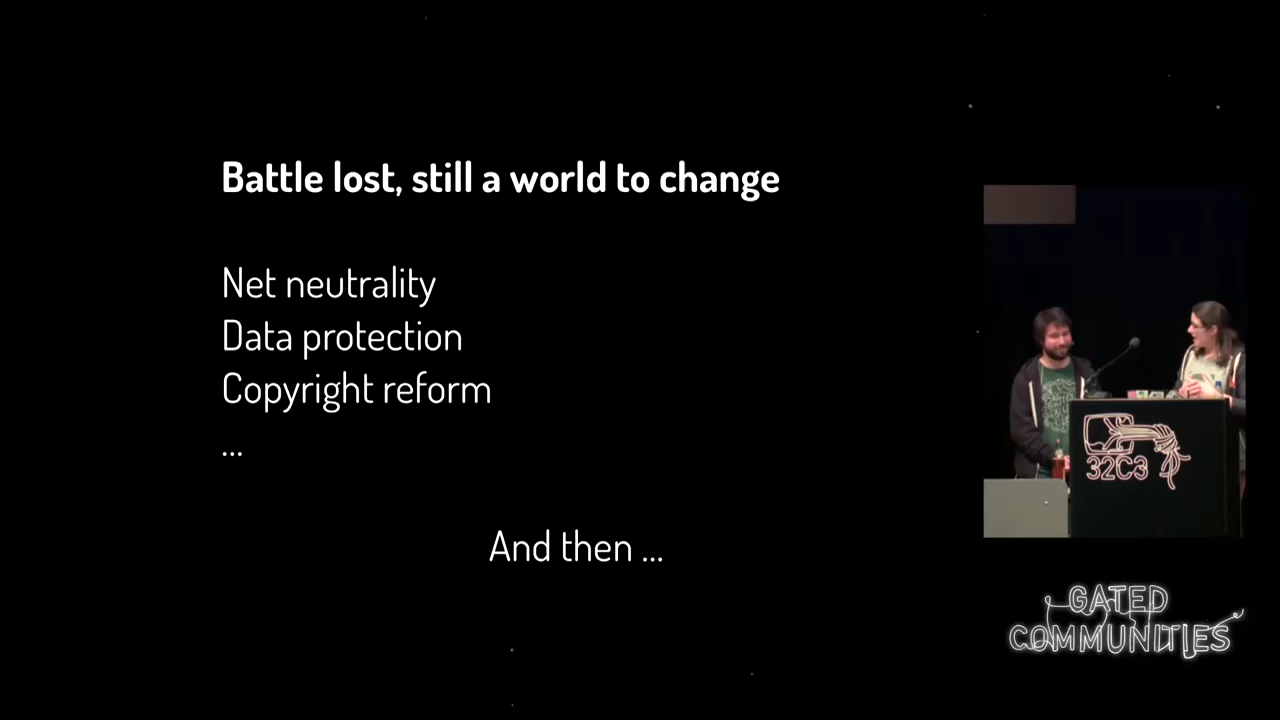 Battle lost, still a world to change
Net neutrality
Data protection
Copyright reform
...
And then ...
32C3
GATED
COMMUNITIES